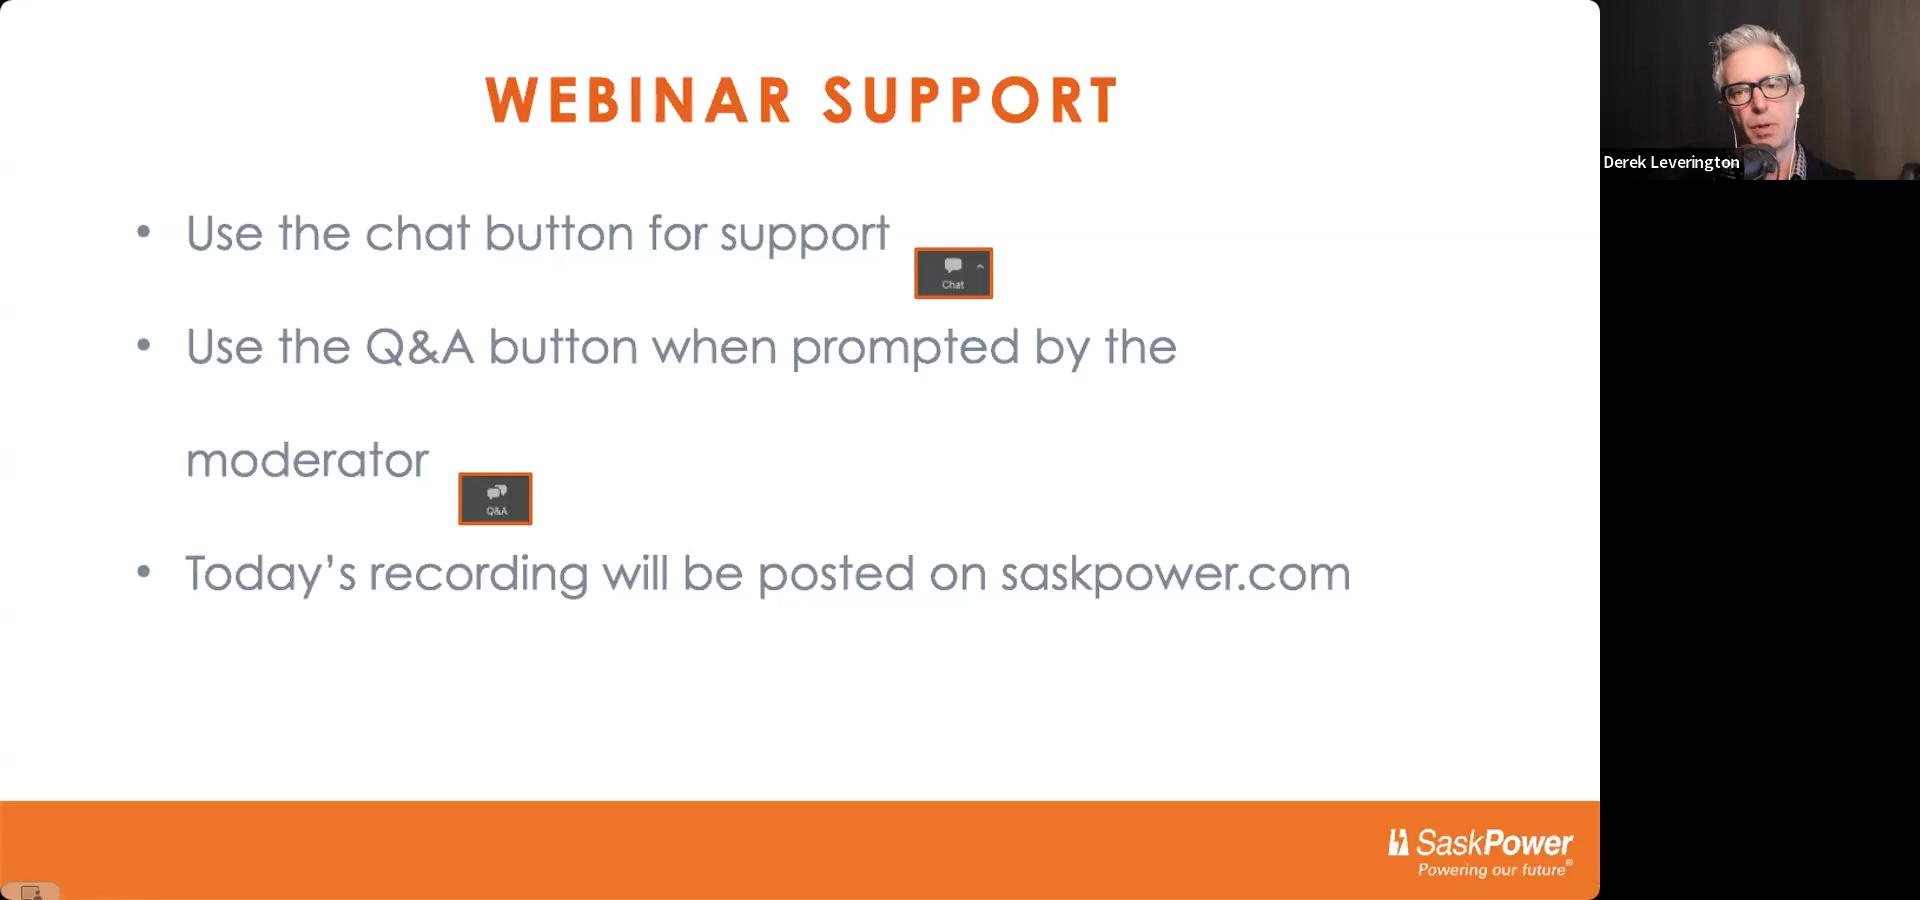 WEBINAR SUPPORT
• Use the chat button for support
Chat
• Use the Q&A button when prompted by the
moderator
Q&A
• Today’s recording will be posted on saskpower.com
SaskPower
Powering our future®
Derek Leverington